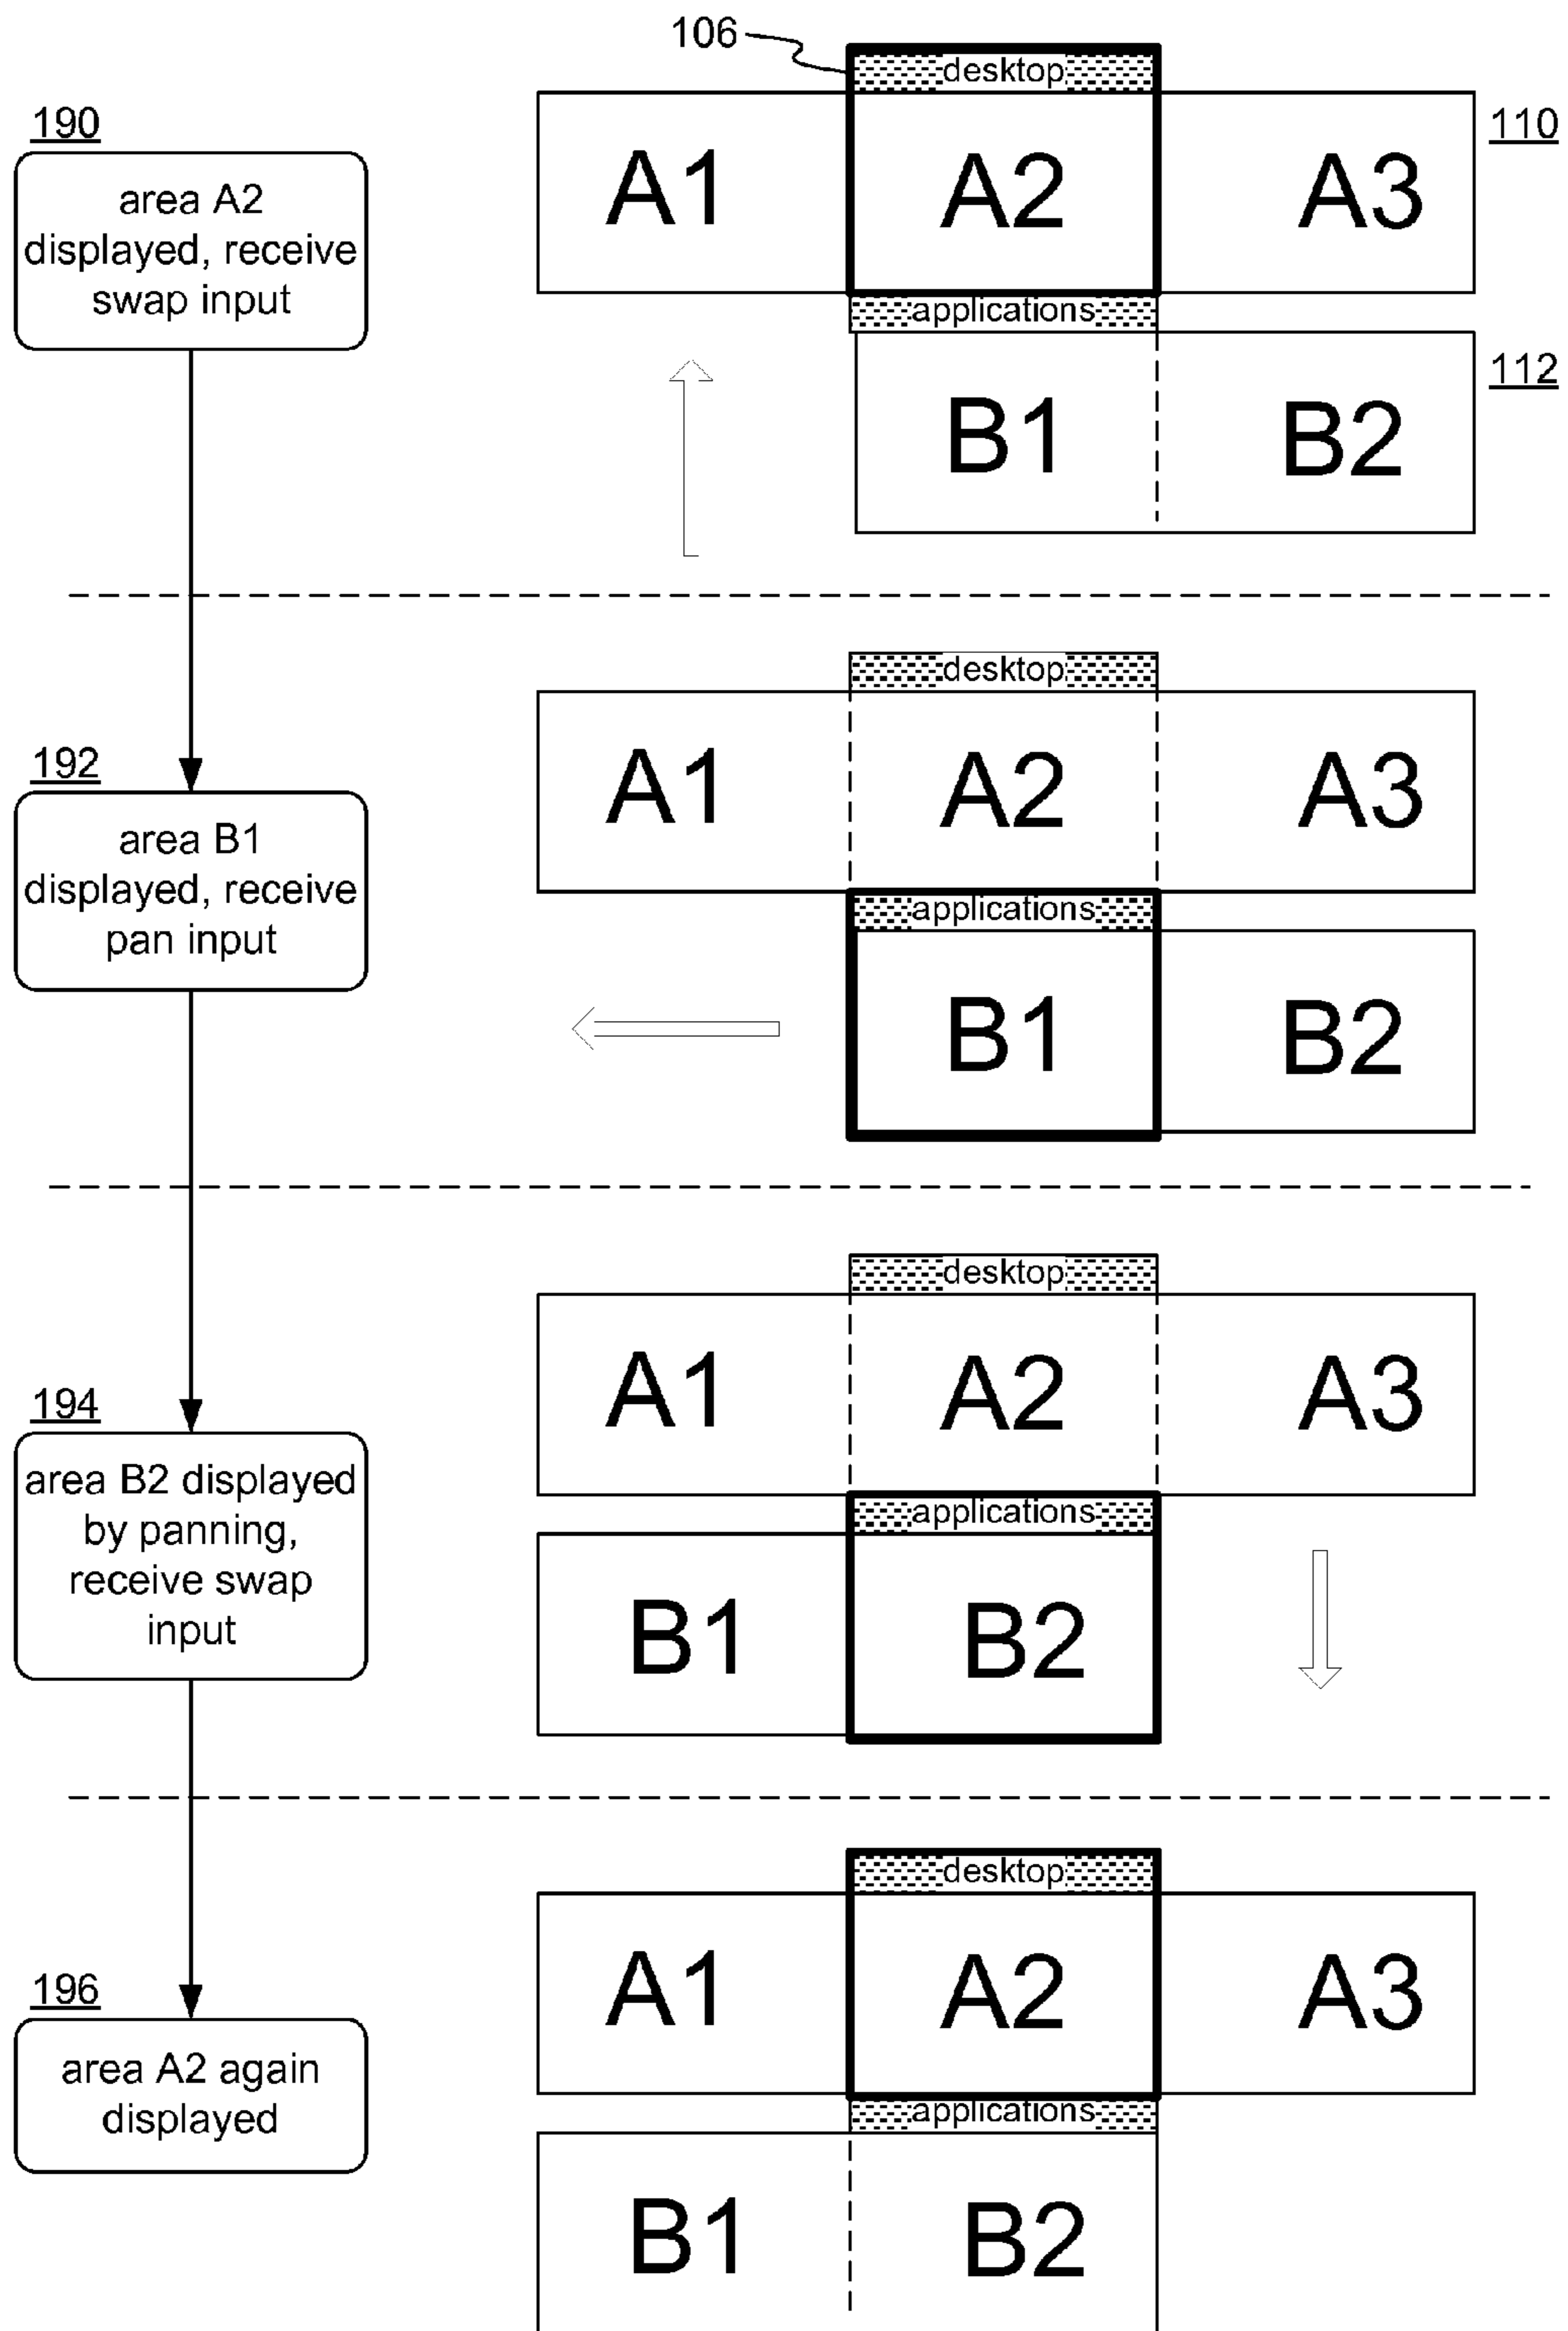 106
desktop
190
110
area A2
displayed, receive
swap input
A1 A2 A3
applications
112
B1 B2
desktop
192
A1 A2 A3
area B1
displayed, receive
pan input
applications
B1 B2
desktop
194
A1 A2 A3
area B2 displayed
by panning,
receive swap
input
applications
B1 B2
desktop
196
A1 A2 A3
area A2 again
displayed
applications
B1 B2